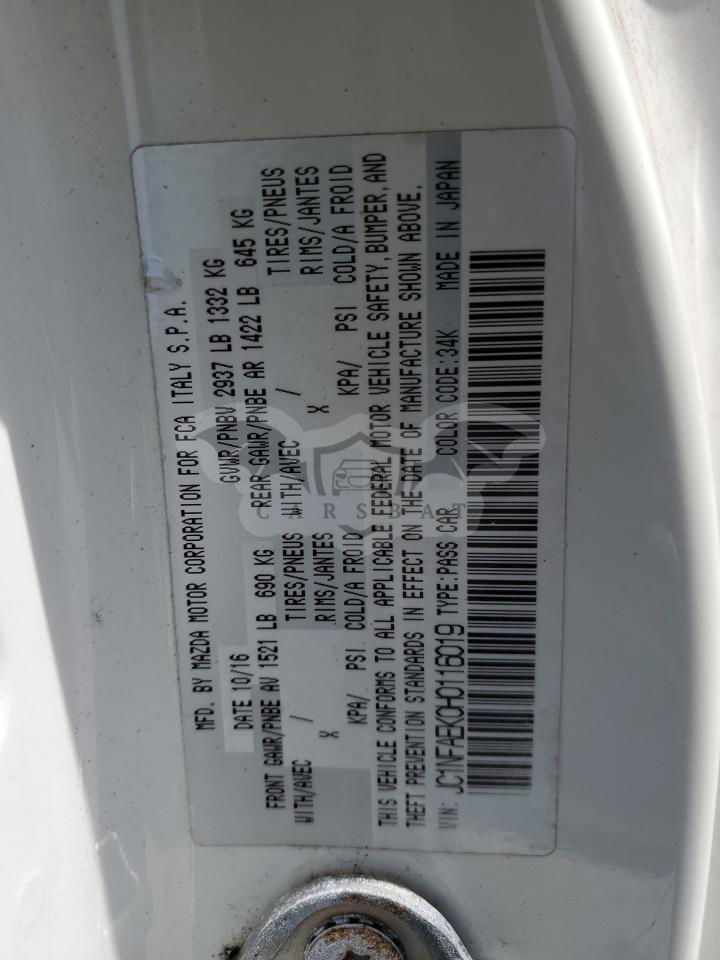 MFD. BY MAZDA MOTOR CORPORATION FOR FCA ITALY S.P.A.
DATE 10/16 GVWR/PNBV 2937 LB 1332 KG
FRONT GAWR/PNBE AV 1521 LB 690 KG REAR GAWR/PNBE AR 1422 LB 645 KG
WITH/AVEC / TIRES/PNEUS WITH/AVEC / TIRES/PNEUS
X RIMS/JANTES X RIMS/JANTES
KPA/ PSI COLD/A FROID KPA/ PSI COLD/A FROID
THIS VEHICLE CONFORMS TO ALL APPLICABLE FEDERAL MOTOR VEHICLE SAFETY, BUMPER, AND
THEFT PREVENTION STANDARDS IN EFFECT ON THE DATE OF MANUFACTURE SHOWN ABOVE.
VIN: JC1NFAEK0H0116019 TYPE:PASS CAR COLOR CODE:34K MADE IN JAPAN
CARSBAT